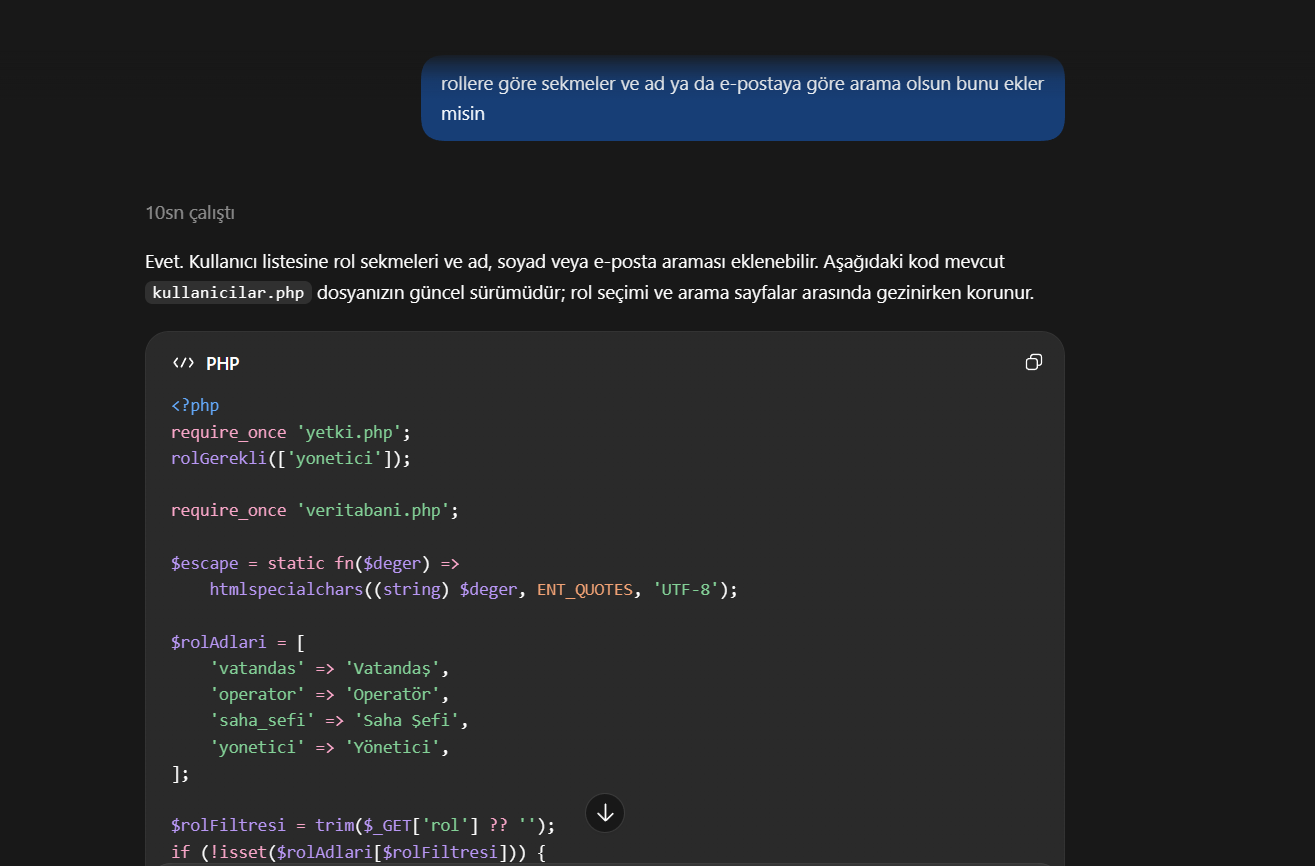 rollere göre sekmeler ve ad ya da e-postaya göre arama olsun bunu ekler
misin
10sn çalıştı
Evet. Kullanıcı listesine rol sekmeleri ve ad, soyad veya e-posta araması eklenebilir. Aşağıdaki kod mevcut
kullanicilar.php dosyanızın güncel sürümüdür; rol seçimi ve arama sayfalar arasında gezinirken korunur.
</> PHP
<?php
require_once 'yetki.php';
rolGerekli(['yonetici']);
require_once 'veritabani.php';
$escape = static fn($deger) =>
    htmlspecialchars((string) $deger, ENT_QUOTES, 'UTF-8');
$rolAdlari = [
    'vatandas' => 'Vatandaş',
    'operator' => 'Operatör',
    'saha_sefi' => 'Saha Şefi',
    'yonetici' => 'Yönetici',
];
$rolFiltresi = trim($_GET['rol'] ?? '');
if (!isset($rolAdlari[$rolFiltresi])) {